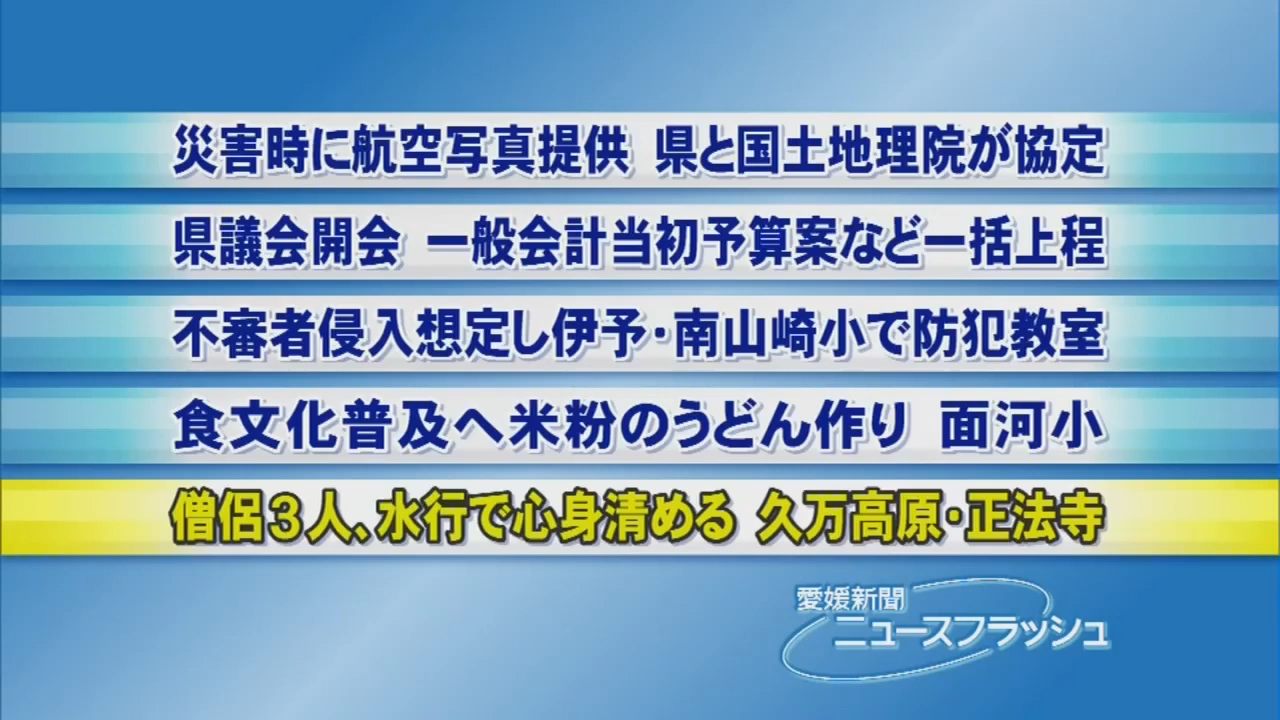 災害時に航空写真提供 県と国土地理院が協定
県議会開会 一般会計当初予算案など一括上程
不審者侵入想定し伊予・南山崎小で防犯教室
食文化普及へ米粉のうどん作り 面河小
僧侶３人、水行で心身清める 久万高原・正法寺
愛媛新聞
ニュースフラッシュ